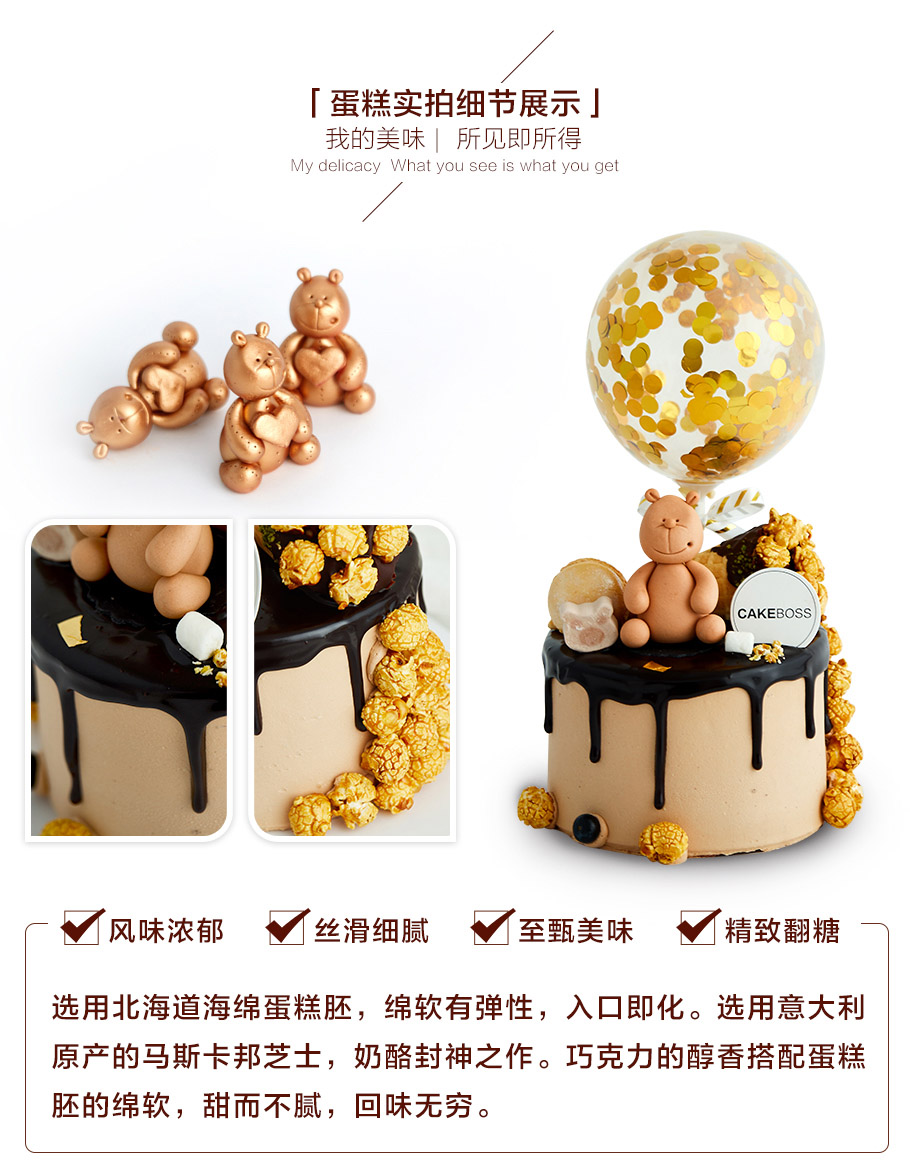 「蛋糕实拍细节展示」
我的美味｜ 所见即所得
My delicacy What you see is what you get
CAKEBOSS
风味浓郁 丝滑细腻 至甄美味 精致翻糖
选用北海道海绵蛋糕胚，绵软有弹性，入口即化。选用意大利
原产的马斯卡邦芝士，奶酪封神之作。巧克力的醇香搭配蛋糕
胚的绵软，甜而不腻，回味无穷。